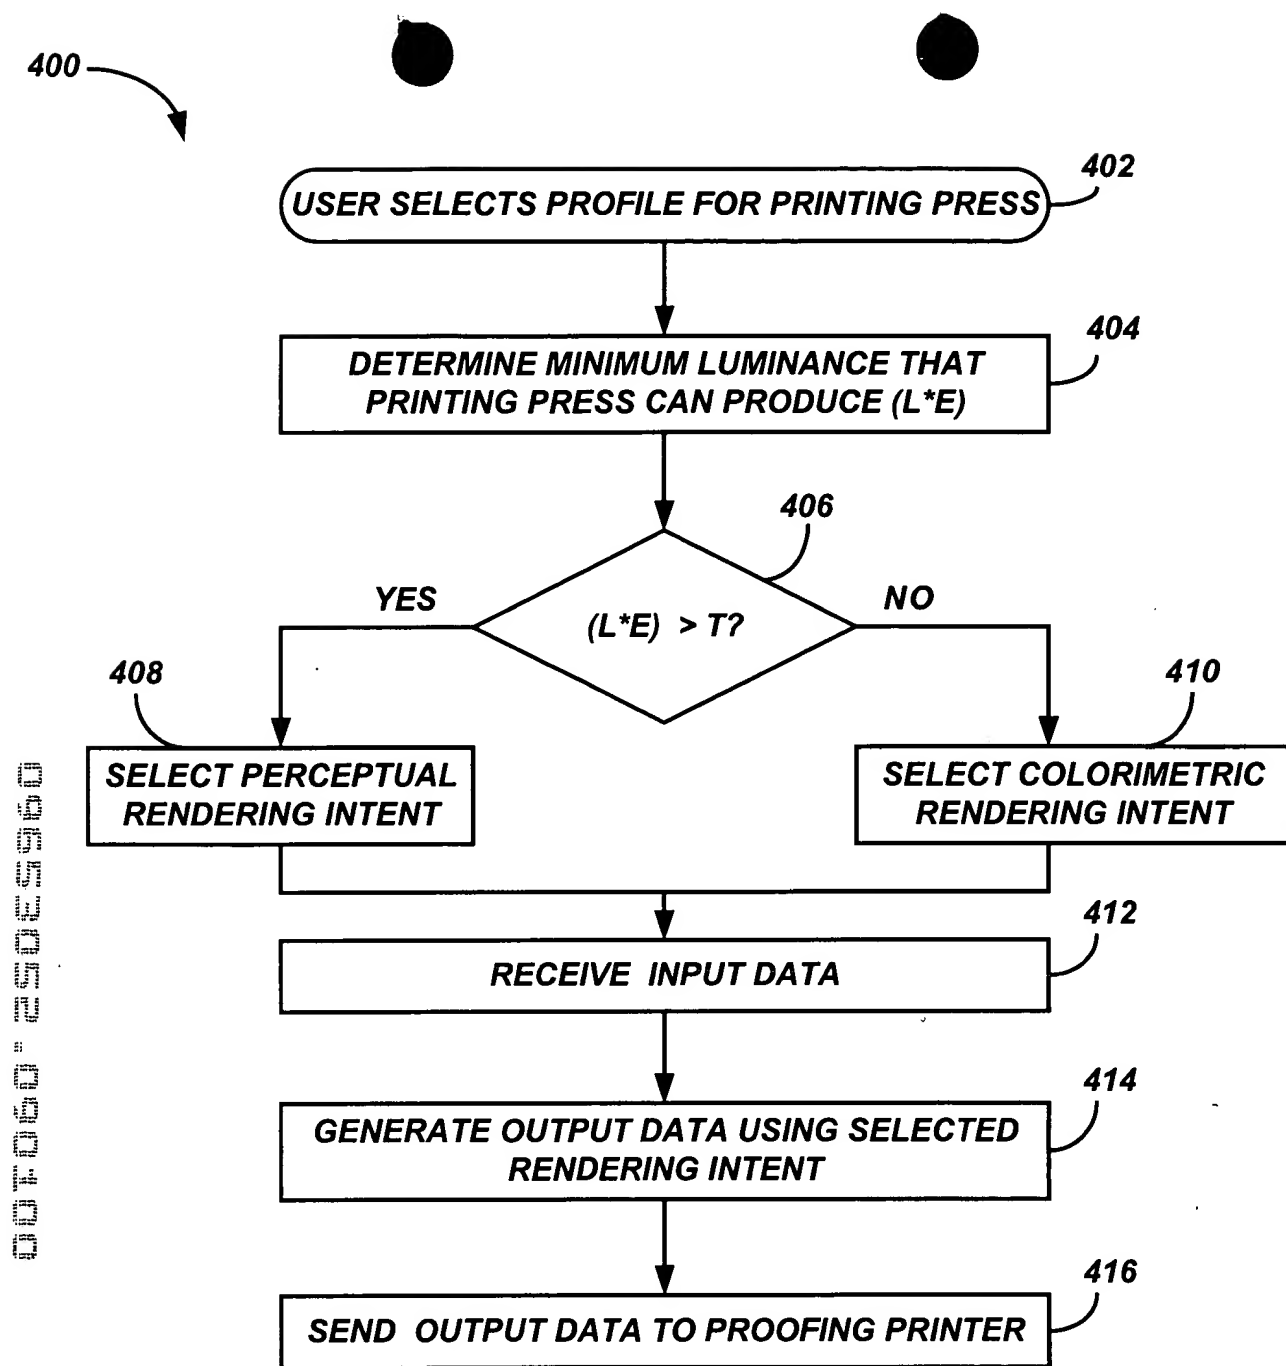 400
402
USER SELECTS PROFILE FOR PRINTING PRESS
404
DETERMINE MINIMUM LUMINANCE THAT
PRINTING PRESS CAN PRODUCE (L*E)
406
YES
NO
(L*E) > T?
408
410
SELECT PERCEPTUAL
RENDERING INTENT
SELECT COLORIMETRIC
RENDERING INTENT
412
RECEIVE INPUT DATA
414
GENERATE OUTPUT DATA USING SELECTED
RENDERING INTENT
416
SEND OUTPUT DATA TO PROOFING PRINTER